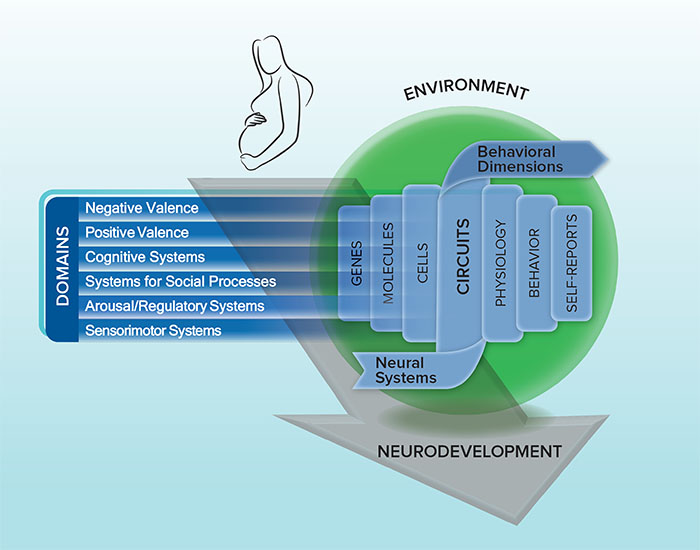 ENVIRONMENT
Behavioral
Dimensions
DOMAINS
Negative Valence
Positive Valence
Cognitive Systems
Systems for Social Processes
Arousal/Regulatory Systems
Sensorimotor Systems
GENES
MOLECULES
CELLS
CIRCUITS
PHYSIOLOGY
BEHAVIOR
SELF-REPORTS
Neural
Systems
NEURODEVELOPMENT